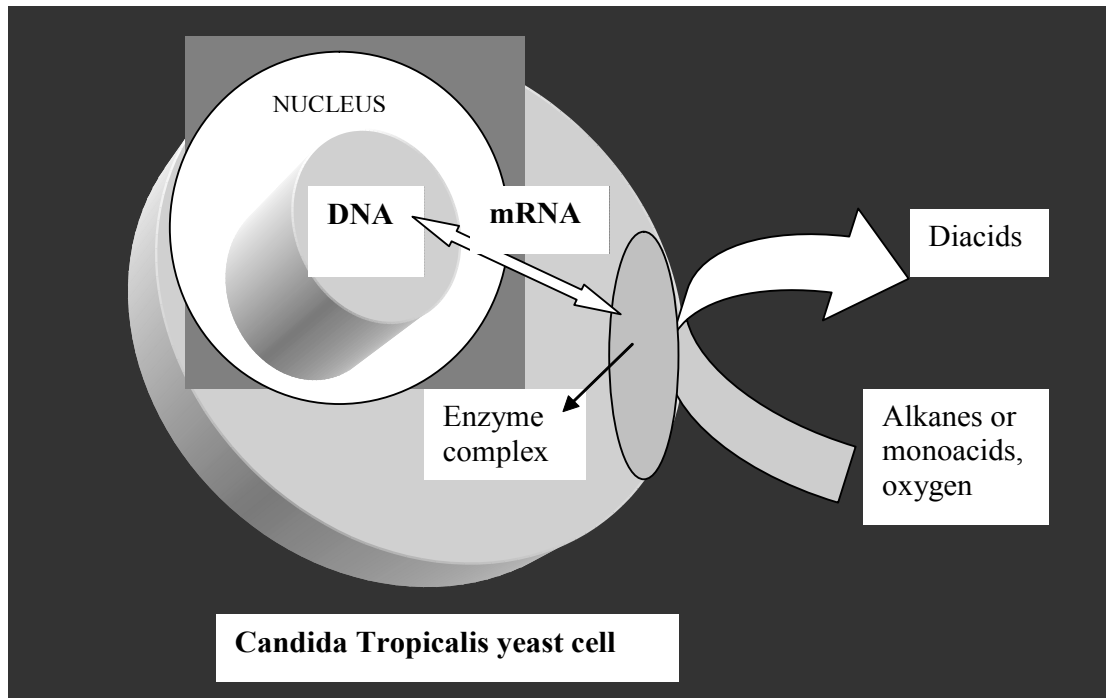 NUCLEUS
DNA
mRNA
Diacids
Enzyme
complex
Alkanes or
monoacids,
oxygen
Candida Tropicalis yeast cell